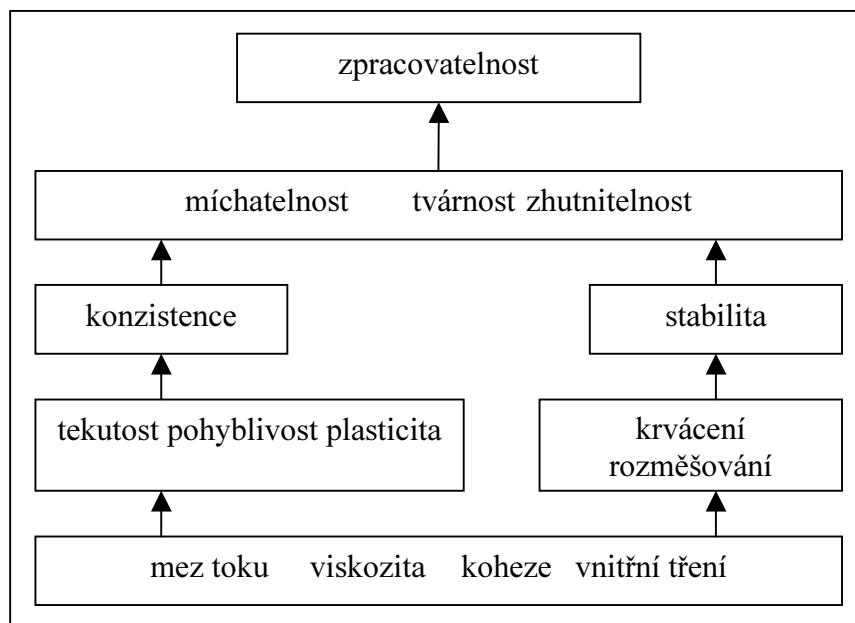 zpracovatelnost
míchatelnost tvárnost zhutnitelnost
konzistence
stabilita
tekutost pohyblivost plasticita
krvácení
rozměšování
mez toku viskozita koheze vnitřní tření